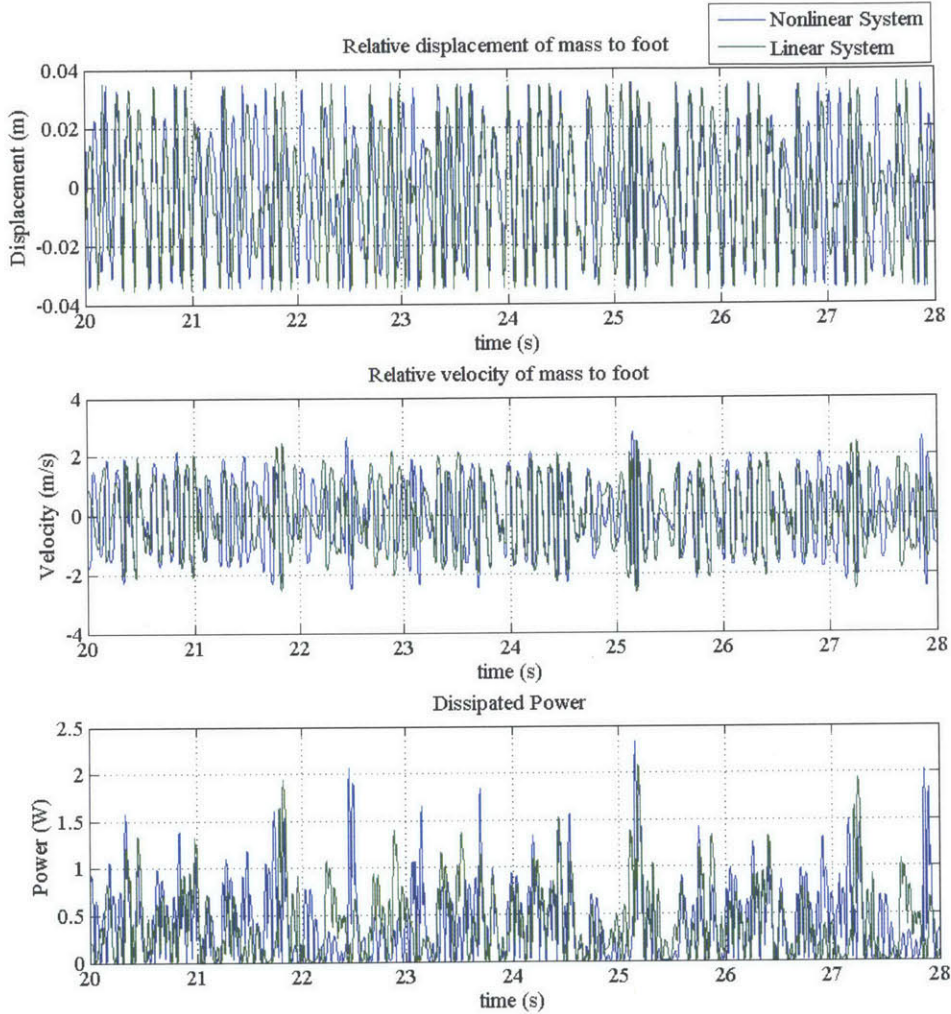 Nonlinear System
Linear System
Relative displacement of mass to foot
0.04
0.02
0
-0.02
-0.04
Displacement (m)
20 21 22 23 24 25 26 27 28
time (s)
Relative velocity of mass to foot
4
2
0
-2
-4
Velocity (m/s)
20 21 22 23 24 25 26 27 28
time (s)
Dissipated Power
2.5
2
1.5
1
0.5
0
Power (W)
20 21 22 23 24 25 26 27 28
time (s)